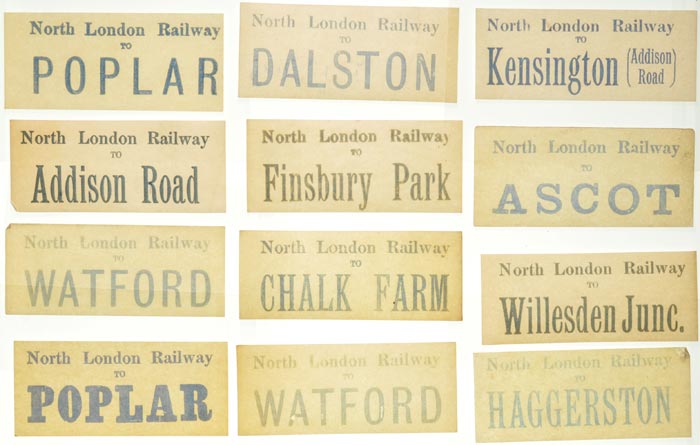 North London Railway
TO
POPLAR
North London Railway
TO
DALSTON
North London Railway
TO
Kensington (Addison Road)
North London Railway
TO
Addison Road
North London Railway
TO
Finsbury Park
North London Railway
TO
ASCOT
North London Railway
TO
WATFORD
North London Railway
TO
CHALK FARM
North London Railway
TO
Willesden Junc.
North London Railway
TO
POPLAR
North London Railway
TO
WATFORD
North London Railway
TO
HAGGERSTON